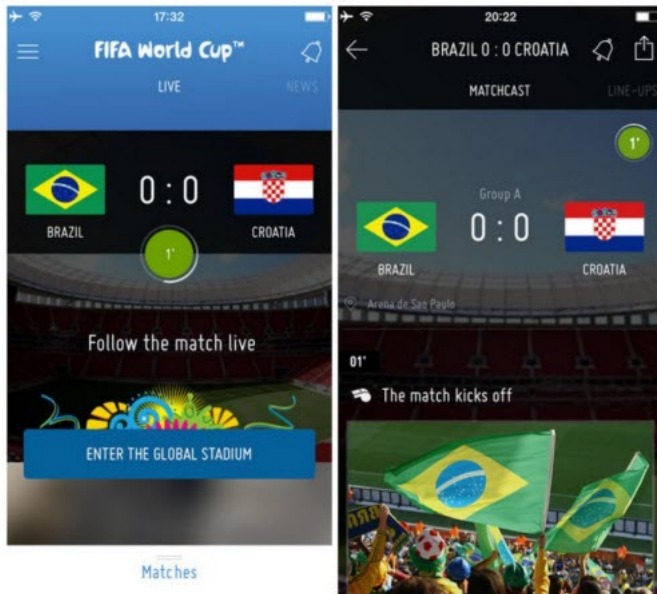 17:32
FIFA World Cup™
LIVE NEWS
0 : 0
BRAZIL CROATIA
1'
Follow the match live
ENTER THE GLOBAL STADIUM
Matches
20:22
BRAZIL 0 : 0 CROATIA
MATCHCAST LINE-UPS
1'
Group A
0 : 0
BRAZIL CROATIA
Arena de Sao Paulo
01'
The match kicks off